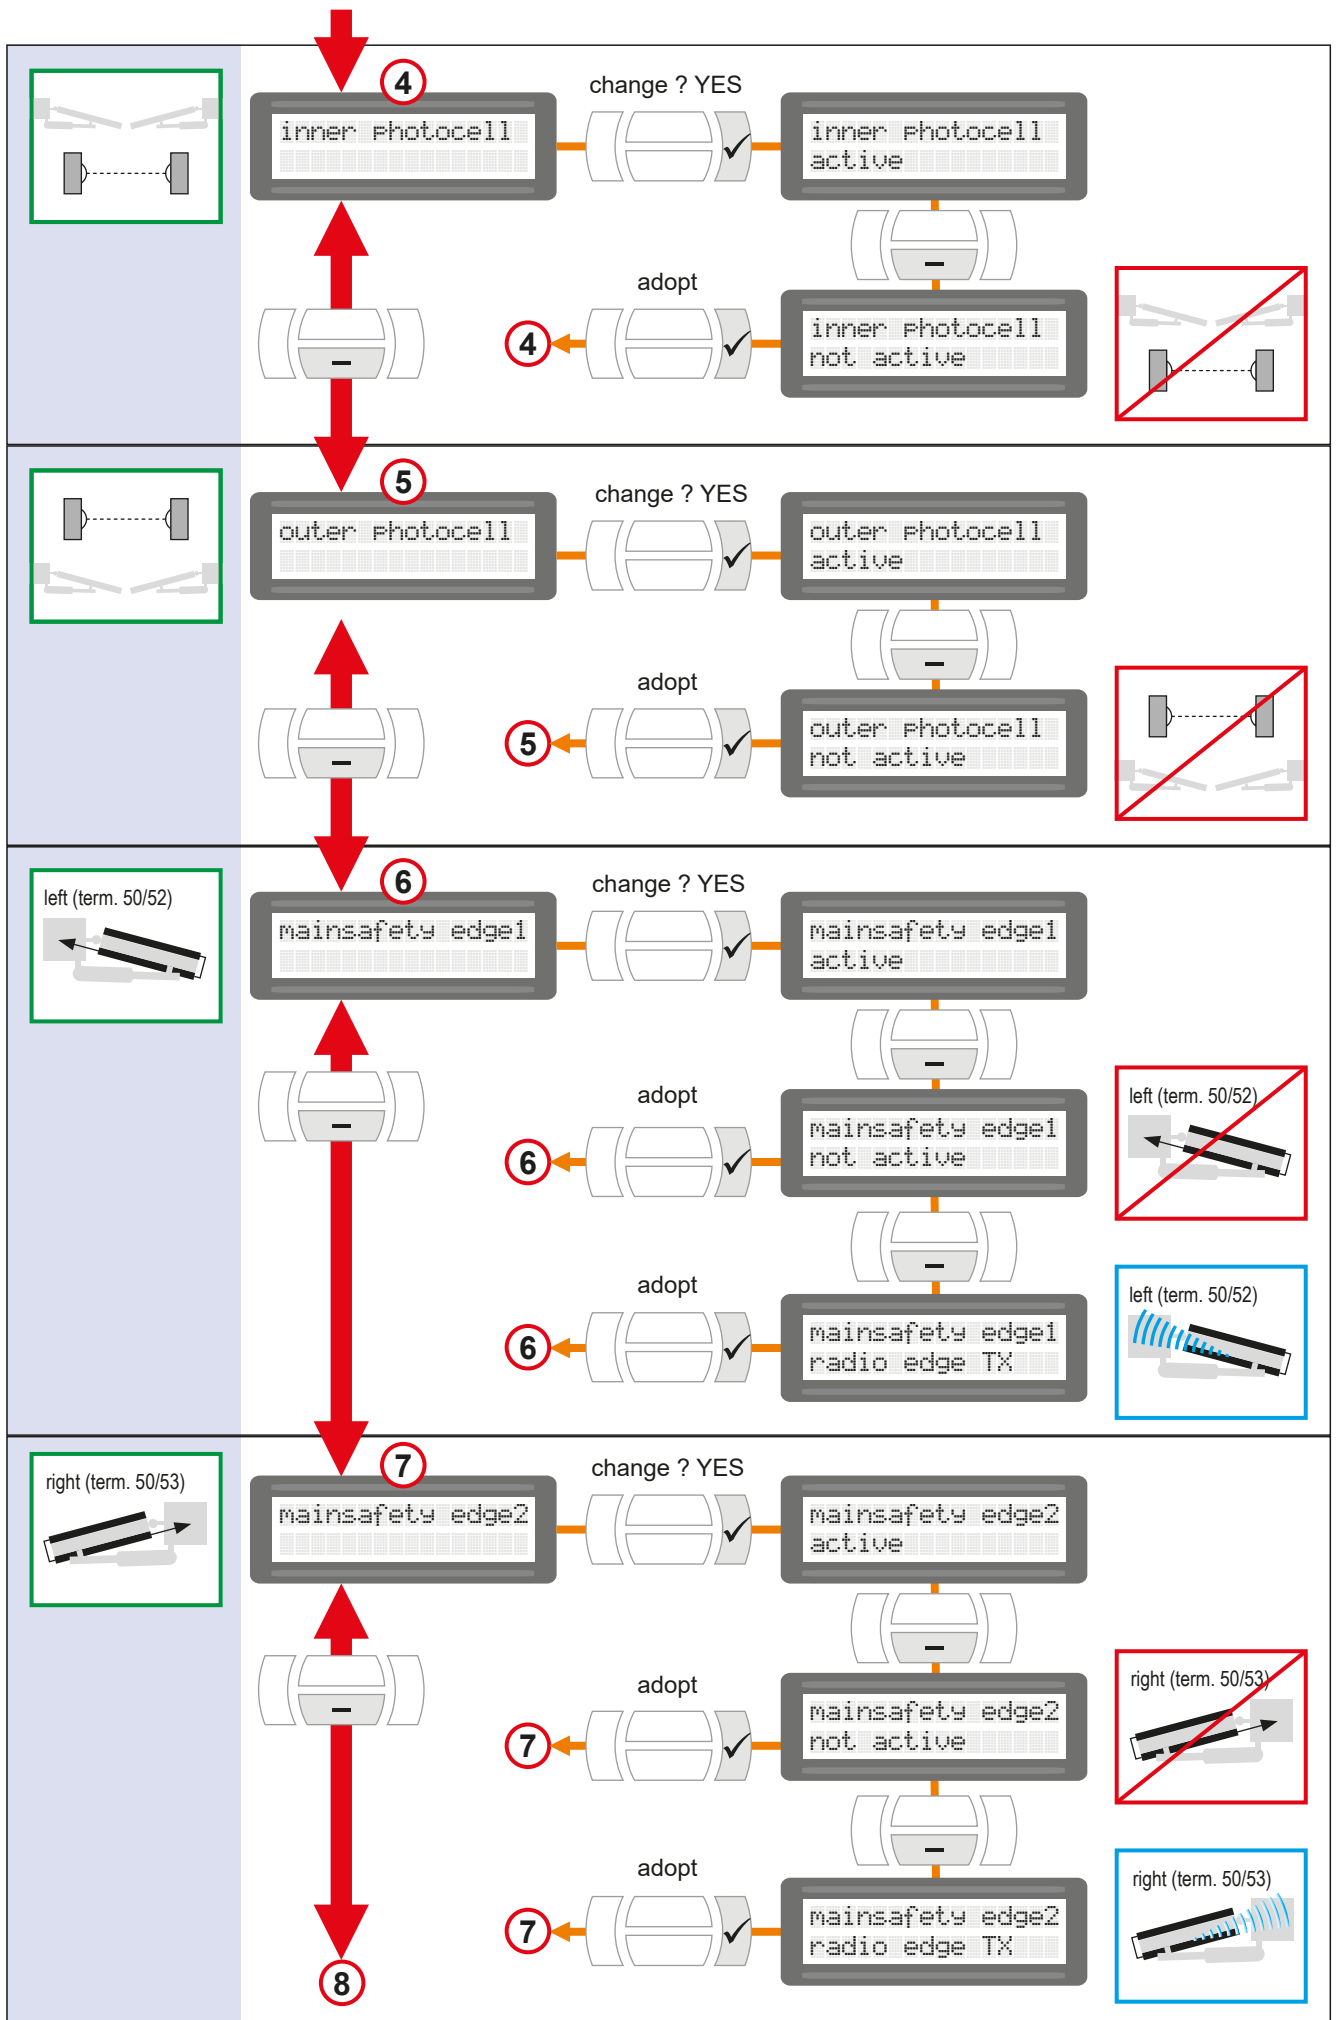 4
change ? YES
inner photocell
inner photocell
active
adopt
4
inner photocell
not active
5
change ? YES
outer photocell
outer photocell
active
adopt
5
outer photocell
not active
left (term. 50/52)
6
change ? YES
mainsafety edge1
mainsafety edge1
active
adopt
6
mainsafety edge1
not active
left (term. 50/52)
adopt
6
mainsafety edge1
radio edge TX
left (term. 50/52)
right (term. 50/53)
7
change ? YES
mainsafety edge2
mainsafety edge2
active
adopt
7
mainsafety edge2
not active
right (term. 50/53)
adopt
7
mainsafety edge2
radio edge TX
right (term. 50/53)
8